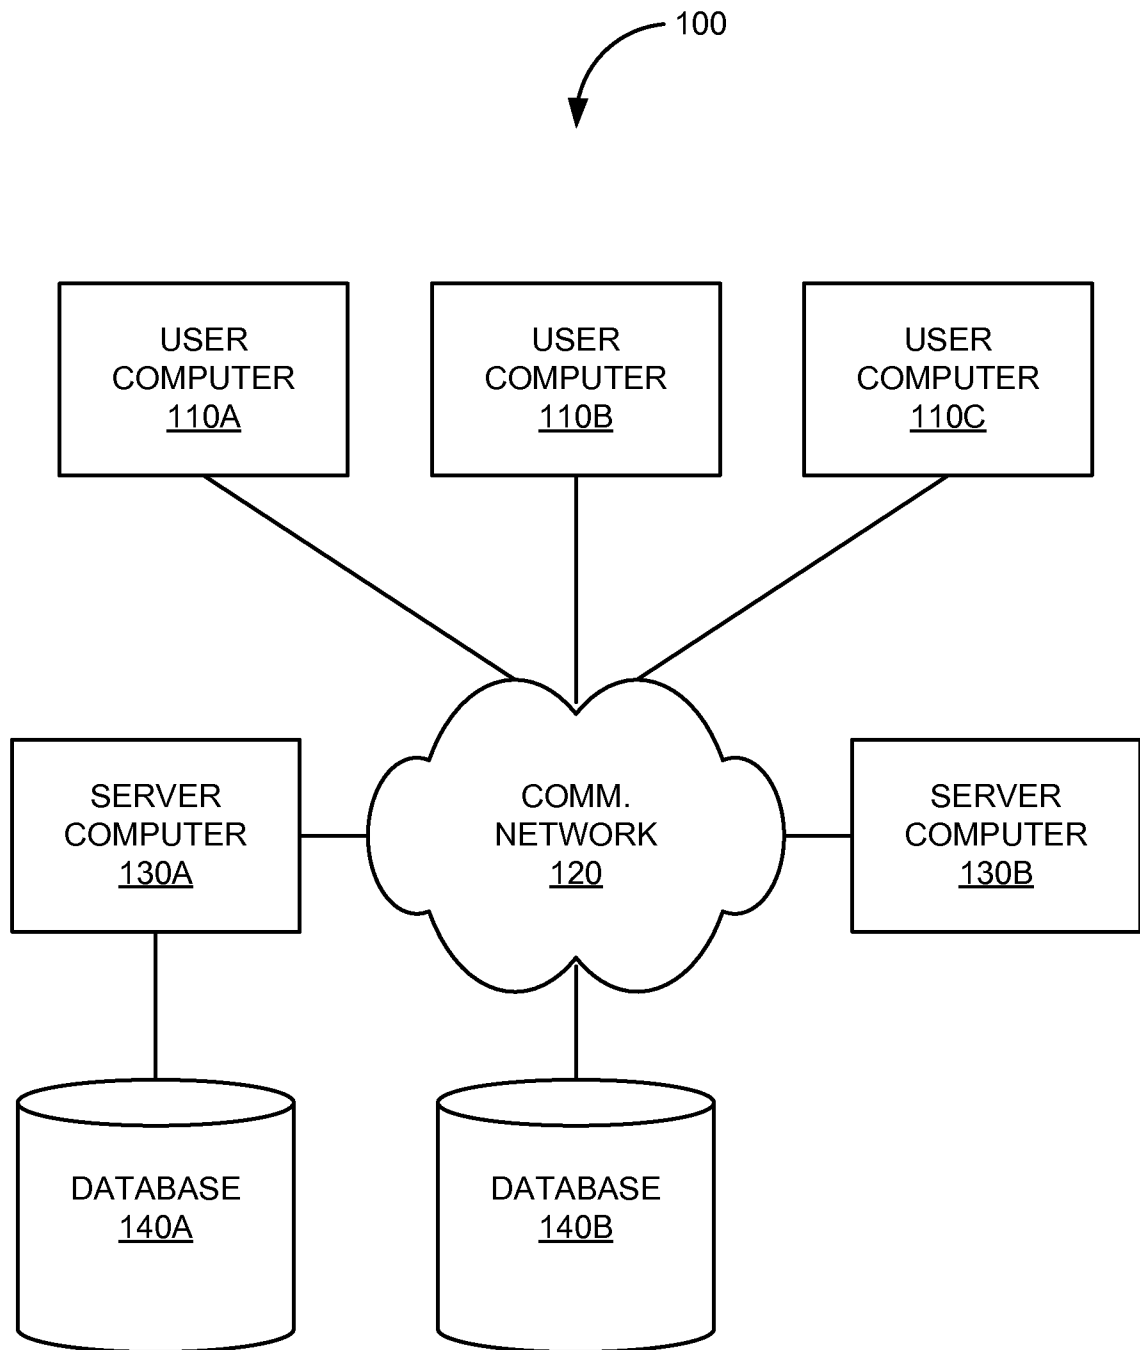 100
USER
COMPUTER
110A
USER
COMPUTER
110B
USER
COMPUTER
110C
SERVER
COMPUTER
130A
COMM.
NETWORK
120
SERVER
COMPUTER
130B
DATABASE
140A
DATABASE
140B